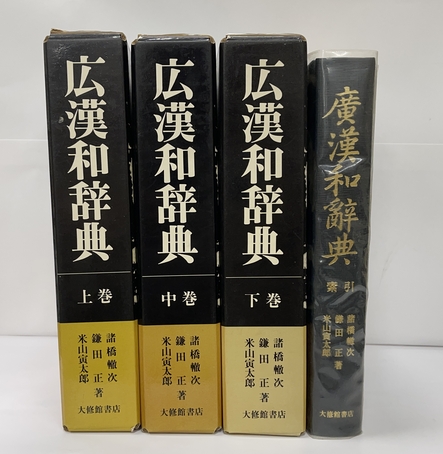 広漢和辞典
上巻
諸橋轍次
鎌田正著
米山寅太郎
大修館書店
広漢和辞典
中巻
諸橋轍次
鎌田正著
米山寅太郎
大修館書店
広漢和辞典
下巻
諸橋轍次
鎌田正著
米山寅太郎
大修館書店
廣漢和辭典
索引
諸橋轍次
鎌田正著
米山寅太郎
大修館書店